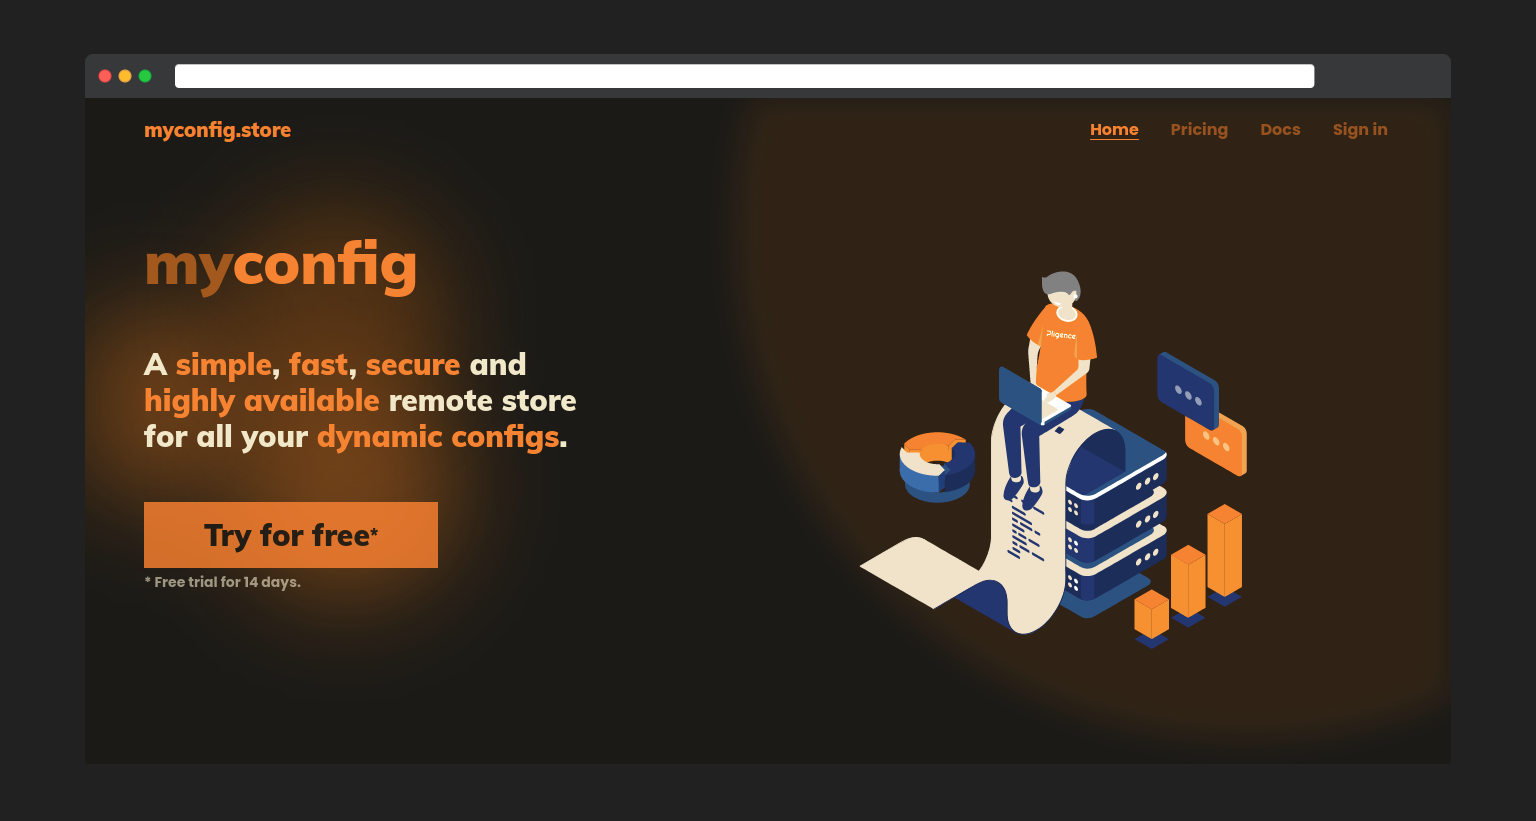 myconfig.store
Home Pricing Docs Sign in
myconfig
A simple, fast, secure and
highly available remote store
for all your dynamic configs.
Try for free*
* Free trial for 14 days.